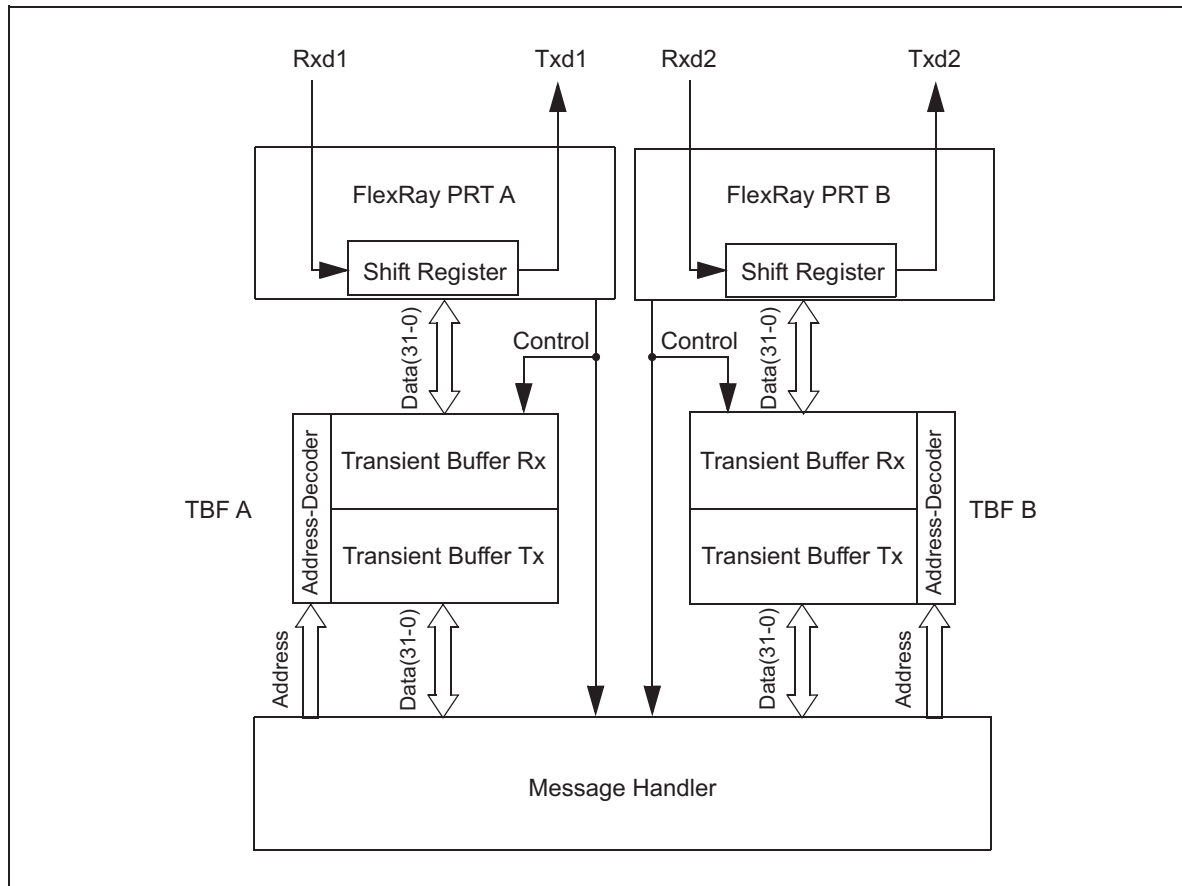 Rxd1
Txd1
Rxd2
Txd2
FlexRay PRT A
FlexRay PRT B
Shift Register
Shift Register
Data(31-0)
Control
Control
Data(31-0)
TBF A
Address-Decoder
Transient Buffer Rx
Transient Buffer Tx
Transient Buffer Rx
Transient Buffer Tx
Address-Decoder
TBF B
Address
Data(31-0)
Data(31-0)
Address
Message Handler